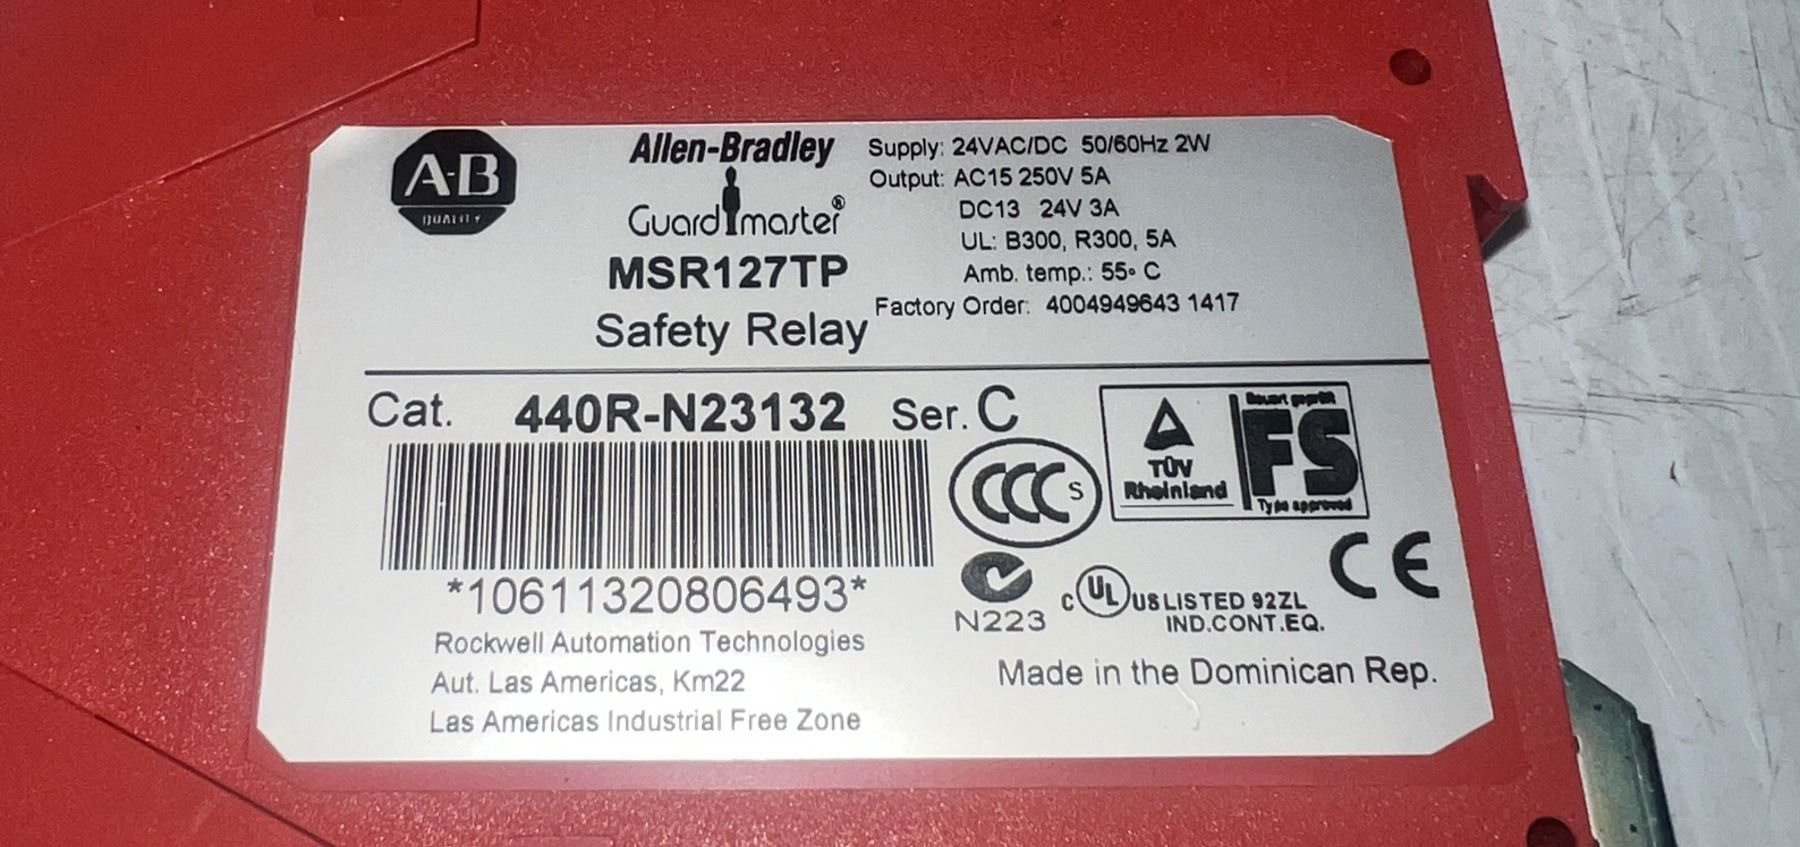 A-B
QUALITY
Allen-Bradley
Guardmaster®
MSR127TP
Safety Relay
Supply: 24VAC/DC 50/60Hz 2W
Output: AC15 250V 5A
DC13 24V 3A
UL: B300, R300, 5A
Amb. temp.: 55° C
Factory Order: 4004949643 1417
Cat. 440R-N23132 Ser. C
*10611320806493*
Rockwell Automation Technologies
Aut. Las Americas, Km22
Las Americas Industrial Free Zone
CCC S
TÜV
Rheinland
Bauart geprüft
FS
Type approved
CE
N223
C UL US LISTED 92ZL
IND.CONT.EQ.
Made in the Dominican Rep.